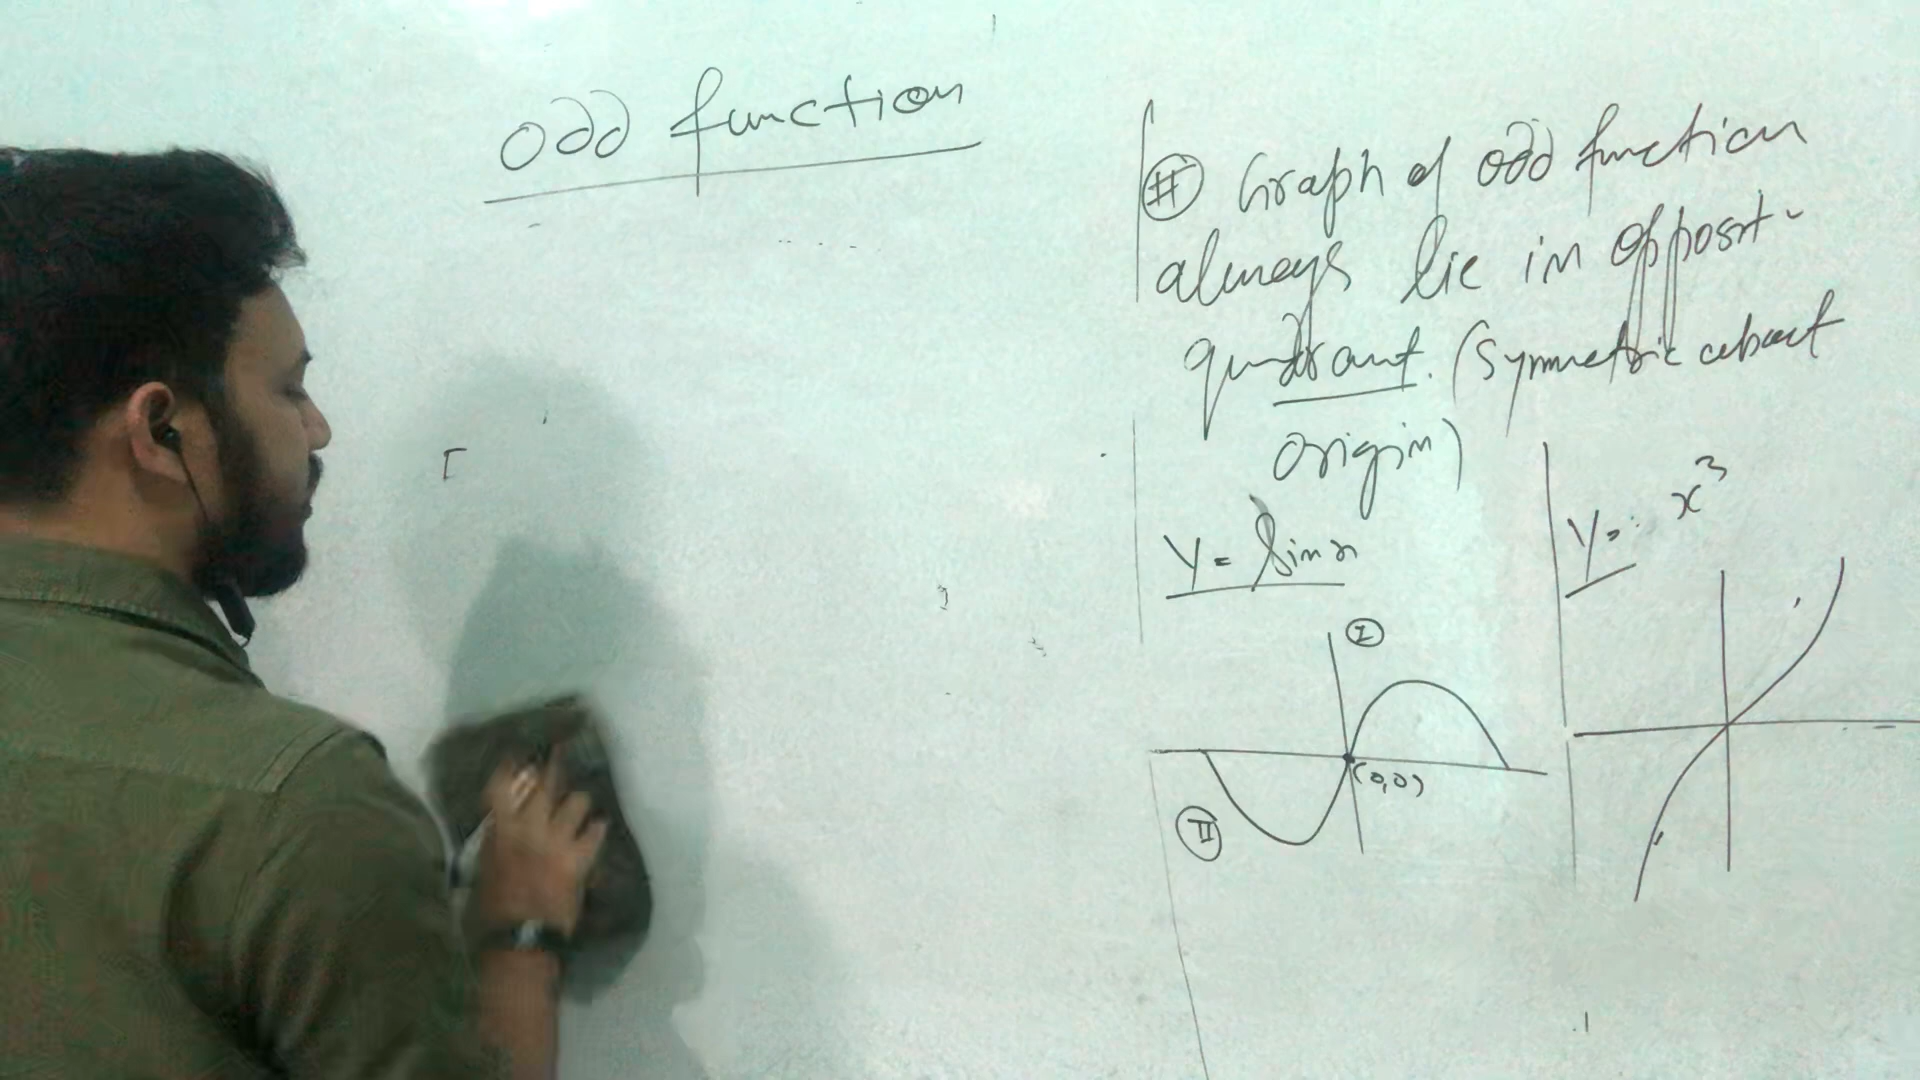 odd function
# Graph of odd function
always lie in opposit
quadrant. (Symmetric about
origin)
Y = Sin x
Y = x³
I
(0,0)
II